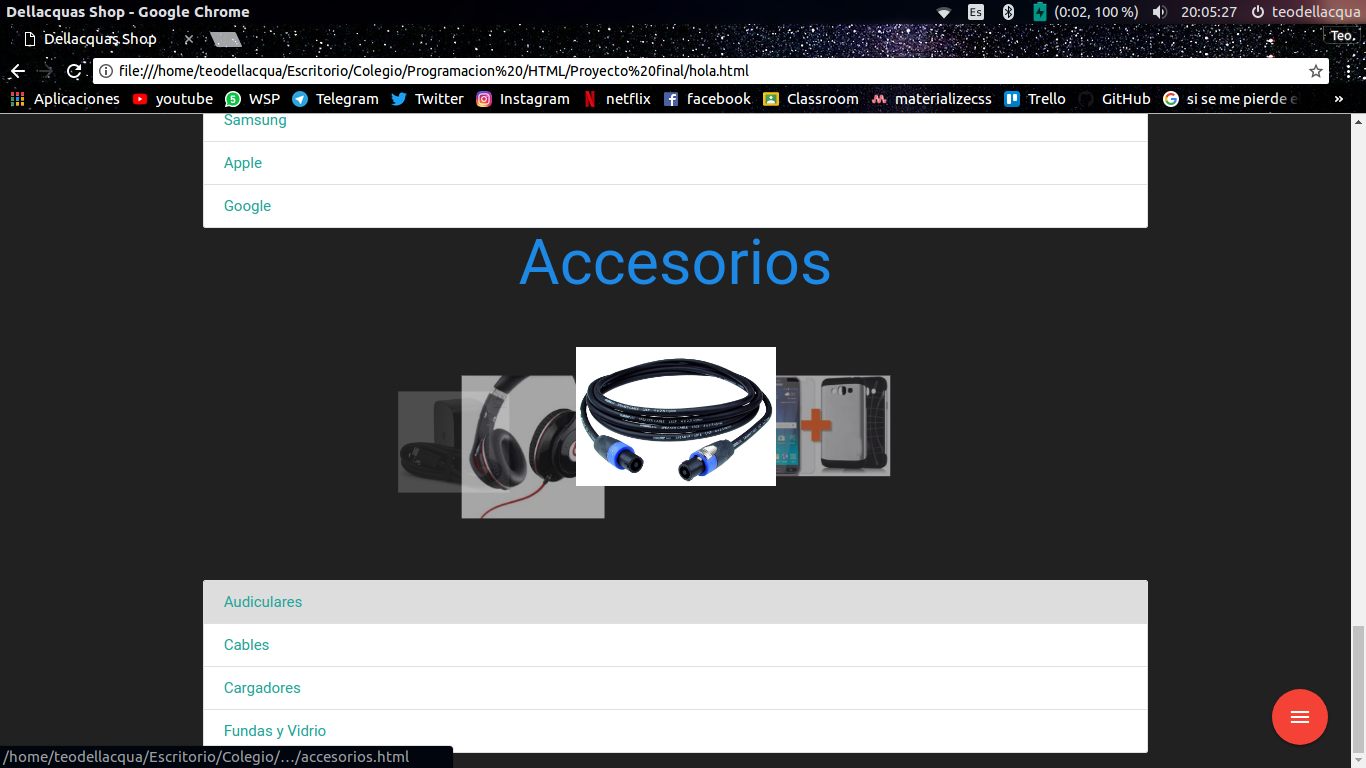 Dellacquas Shop - Google Chrome
Es
(0:02, 100 %)
20:05:27
teodellacqua
Dellacquas Shop
Teo.
file:///home/teodellacqua/Escritorio/Colegio/Programacion%20/HTML/Proyecto%20final/hola.html
Aplicaciones youtube WSP Telegram Twitter Instagram netflix facebook Classroom materializecss Trello GitHub si se me pierde e
Samsung
Apple
Google
Accesorios
Audiculares
Cables
Cargadores
Fundas y Vidrio
/home/teodellacqua/Escritorio/Colegio/…/accesorios.html